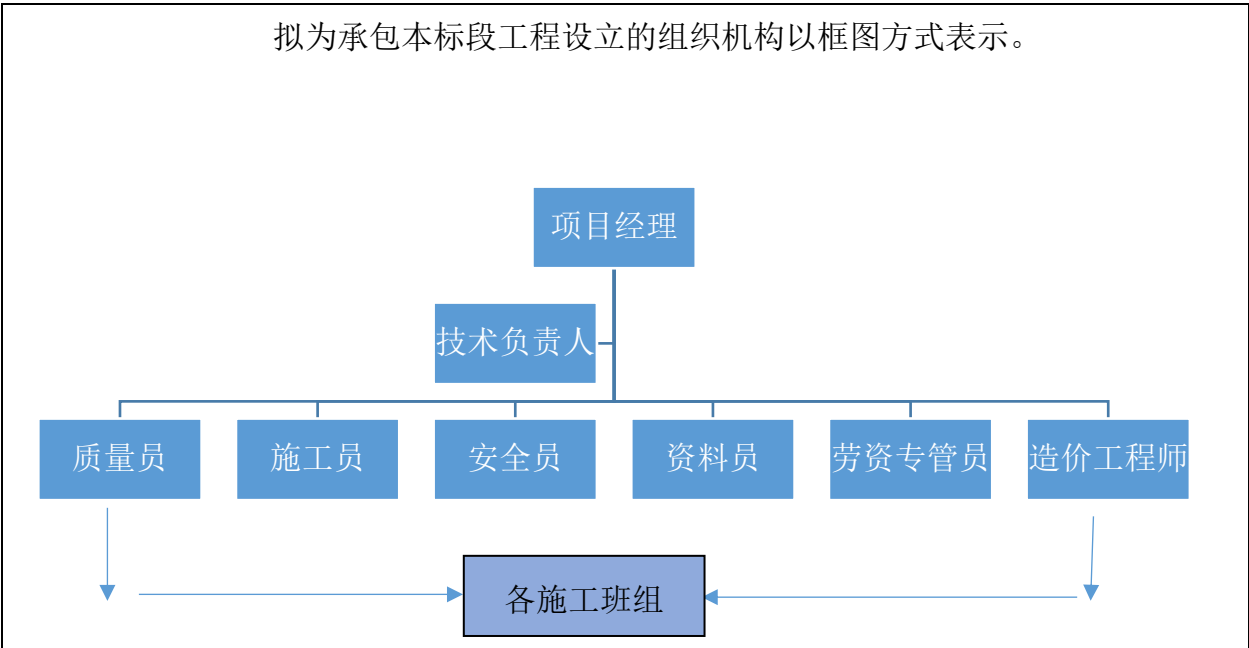 拟为承包本标段工程设立的组织机构以框图方式表示。
项目经理
技术负责人
质量员
施工员
安全员
资料员
劳资专管员
造价工程师
各施工班组